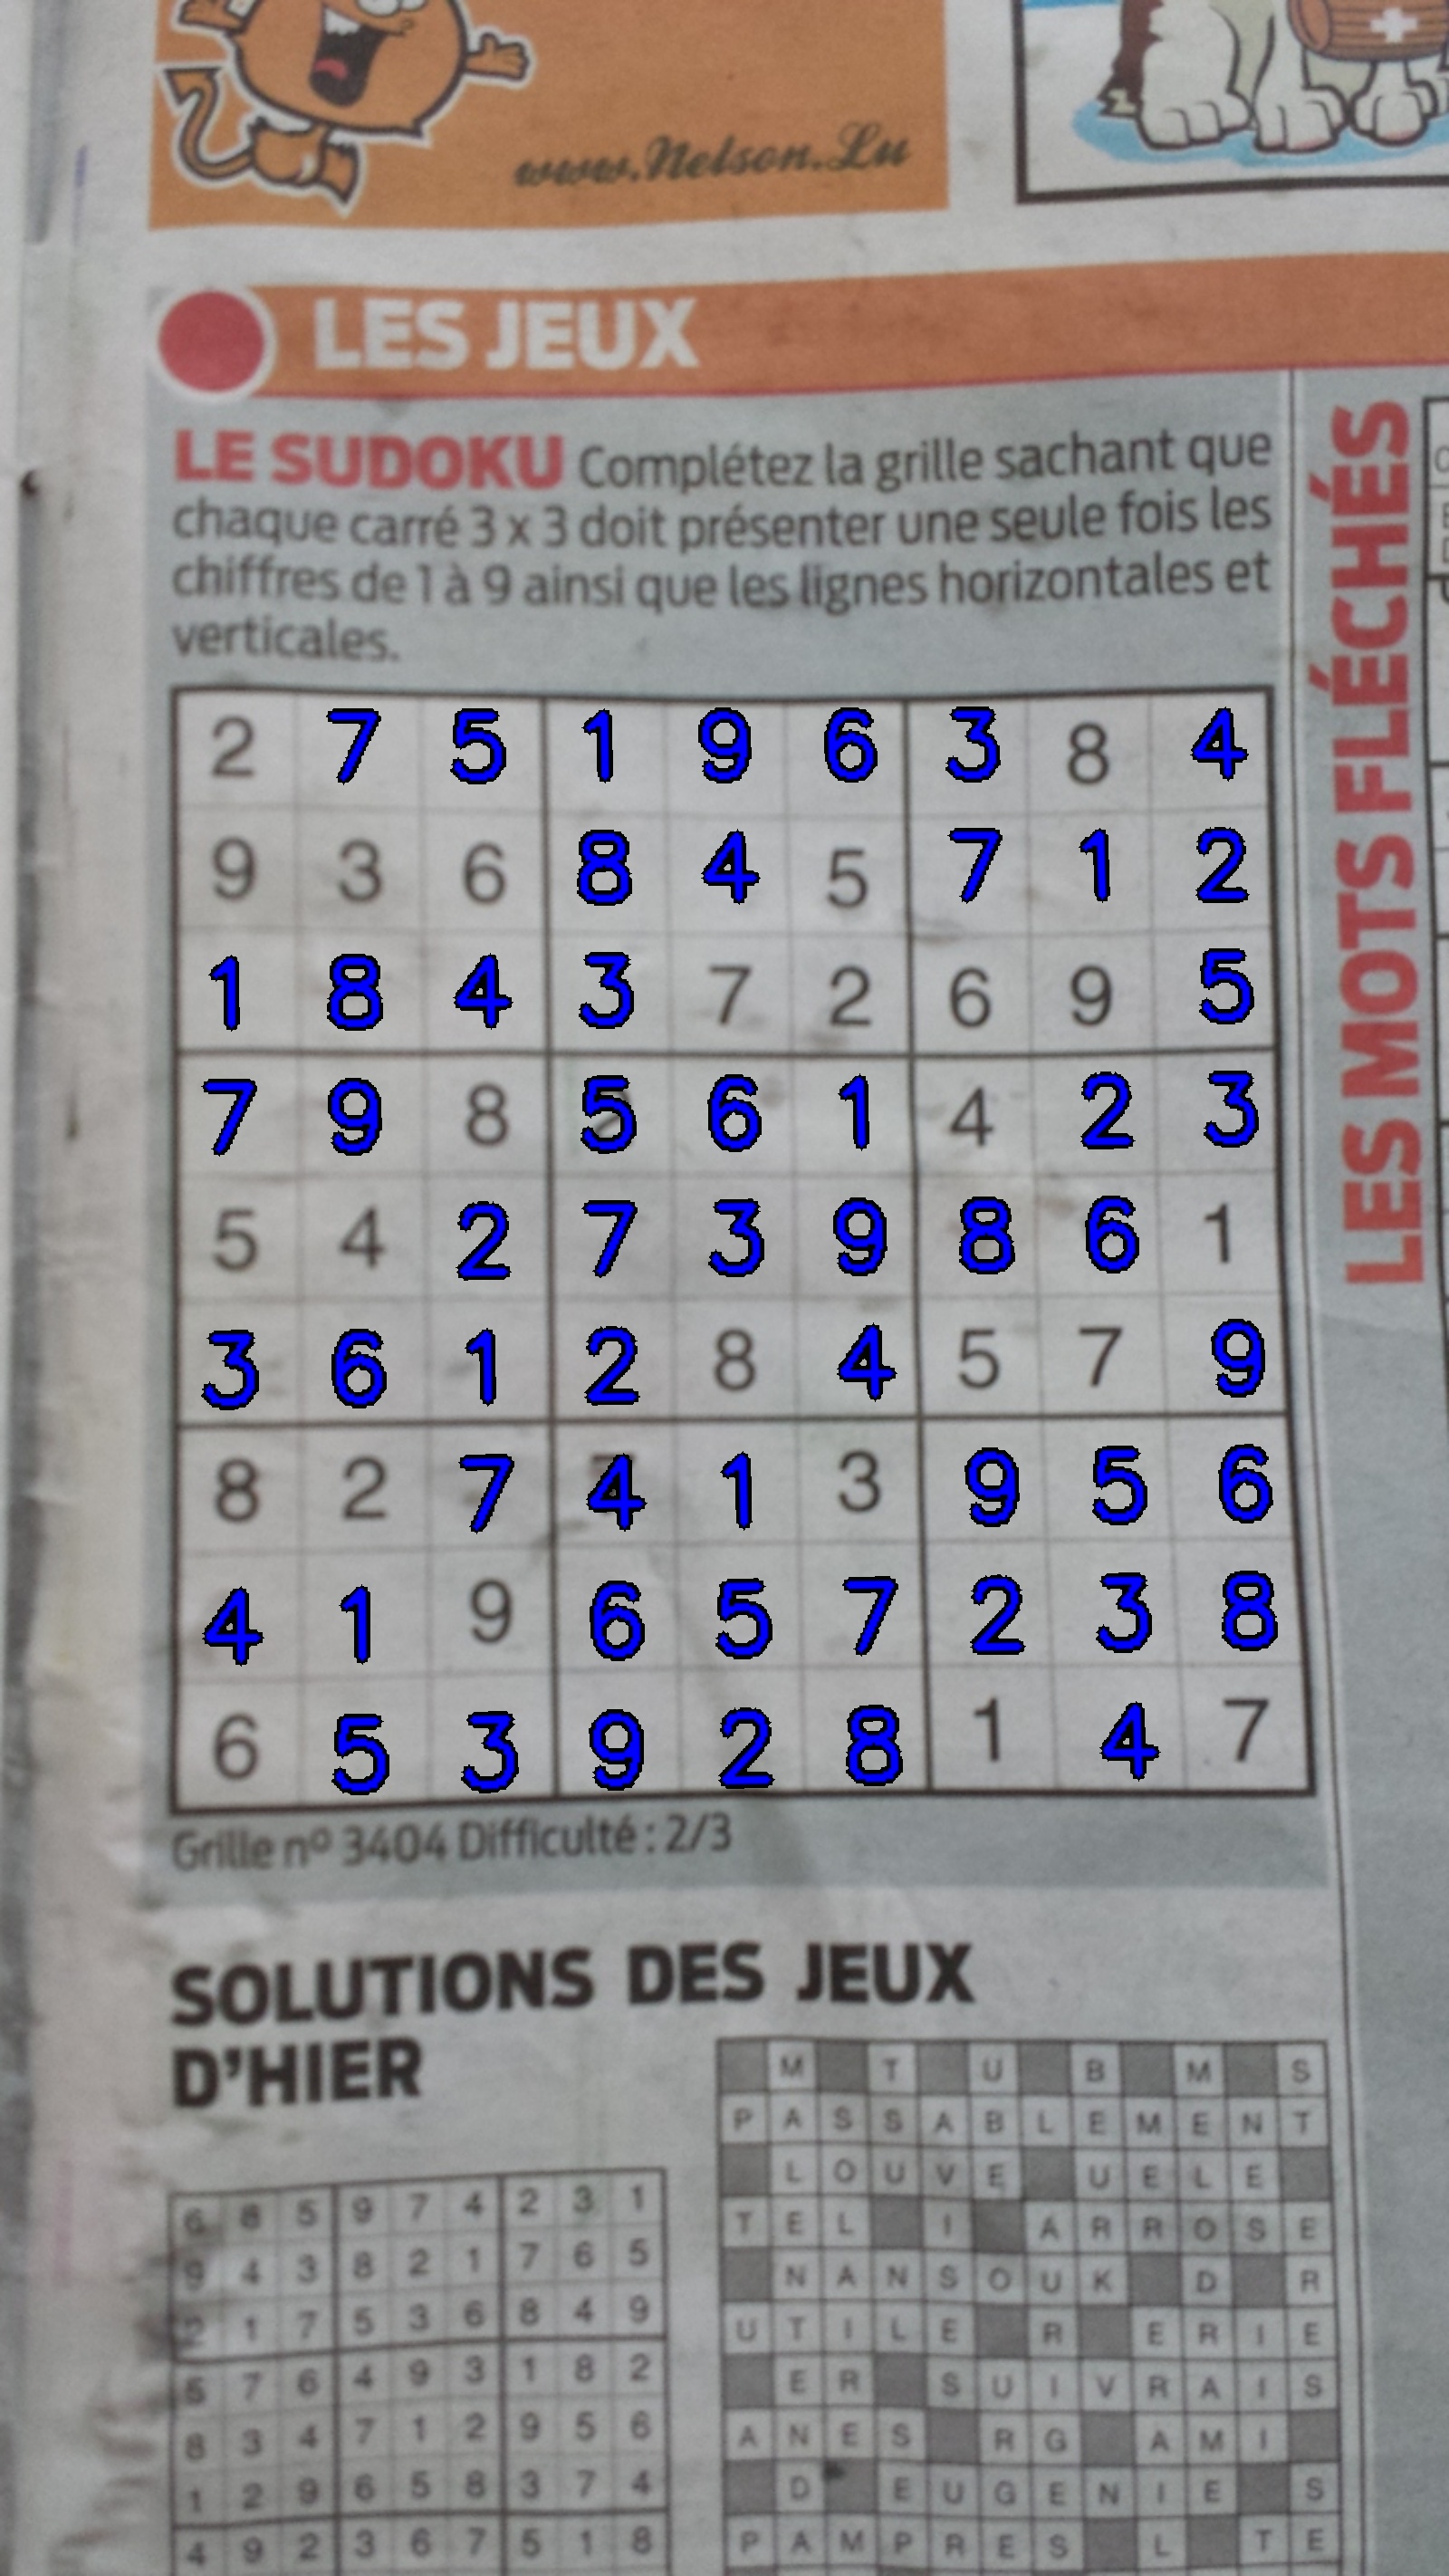 www.Nelson.Lu
LES JEUX
LE SUDOKU Complétez la grille sachant que
chaque carré 3 x 3 doit présenter une seule fois les
chiffres de 1 à 9 ainsi que les lignes horizontales et
verticales.
2 7 5 1 9 6 3 8 4
9 3 6 8 4 5 7 1 2
1 8 4 3 7 2 6 9 5
7 9 8 5 6 1 4 2 3
5 4 2 7 3 9 8 6 1
3 6 1 2 8 4 5 7 9
8 2 7 4 1 3 9 5 6
4 1 9 6 5 7 2 3 8
6 5 3 9 2 8 1 4 7
Grille nº 3404 Difficulté : 2/3
LES MOTS FLÉCHÉS
SOLUTIONS DES JEUX
D'HIER
6 8 5 9 7 4 2 3 1
9 4 3 8 2 1 7 6 5
2 1 7 5 3 6 8 4 9
5 7 6 4 9 3 1 8 2
8 3 4 7 1 2 9 5 6
1 2 9 6 5 8 3 7 4
4 9 2 3 6 7 5 1 8
M T U B M S
P A S S A B L E M E N T
L O U V E U E L E
T E L I A R R O S E
N A N S O U K D R
U T I L E R E R I E
E R S U I V R A I S
A N E S R G A M I
D E U G E N I E S
P A M P R E S L T E